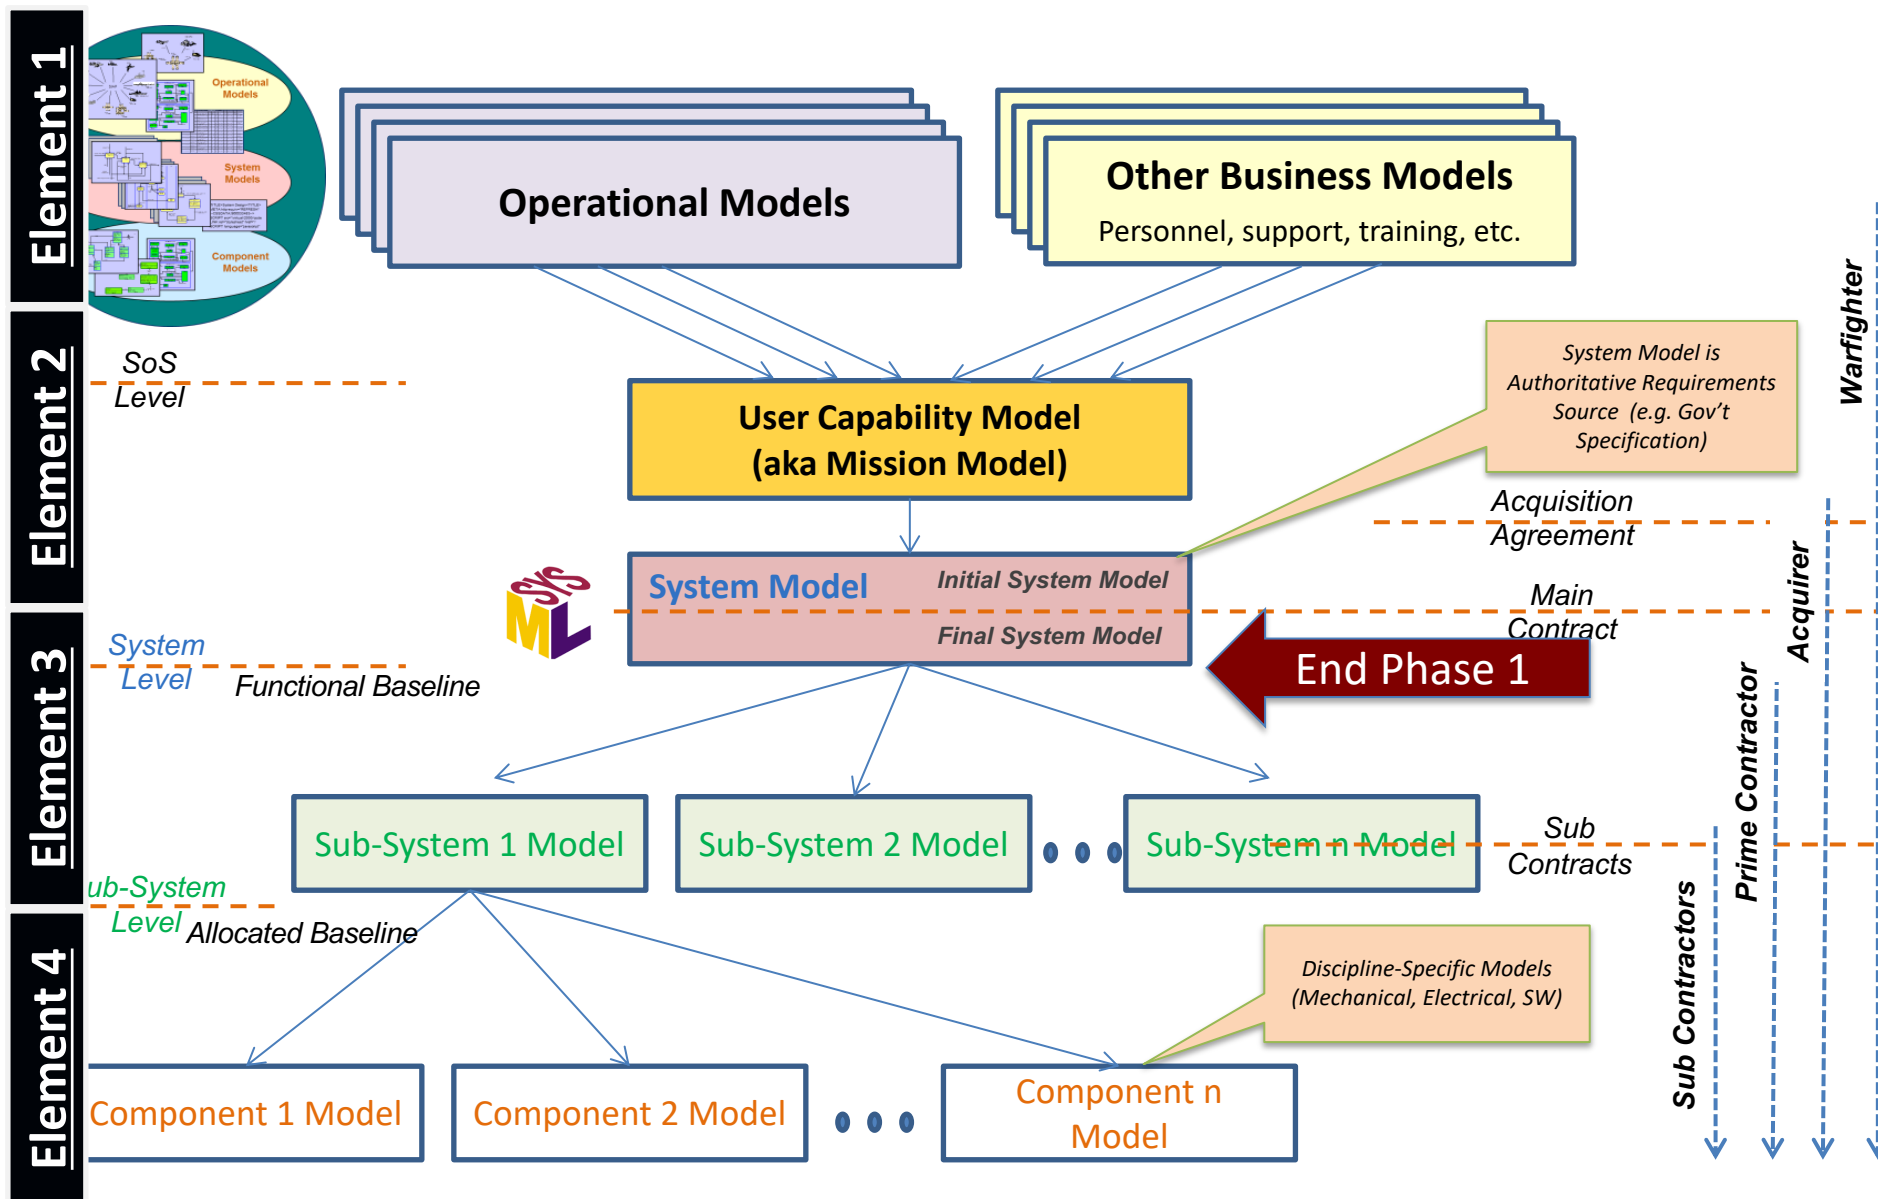 Element 1
Element 2
Element 3
Element 4
Operational
Models
System
Models
Component
Models
Operational Models
Other Business Models
Personnel, support, training, etc.
SoS
Level
User Capability Model
(aka Mission Model)
System Model is
Authoritative Requirements
Source (e.g. Gov't
Specification)
Warfighter
Acquisition
Agreement
SYS
ML
System Model
Initial System Model
Final System Model
Main
Contract
Acquirer
System
Level
Functional Baseline
End Phase 1
Prime Contractor
Sub-System 1 Model
Sub-System 2 Model
Sub-System n Model
Sub
Contracts
ub-System
Level
Allocated Baseline
Sub Contractors
Discipline-Specific Models
(Mechanical, Electrical, SW)
Component 1 Model
Component 2 Model
Component n
Model